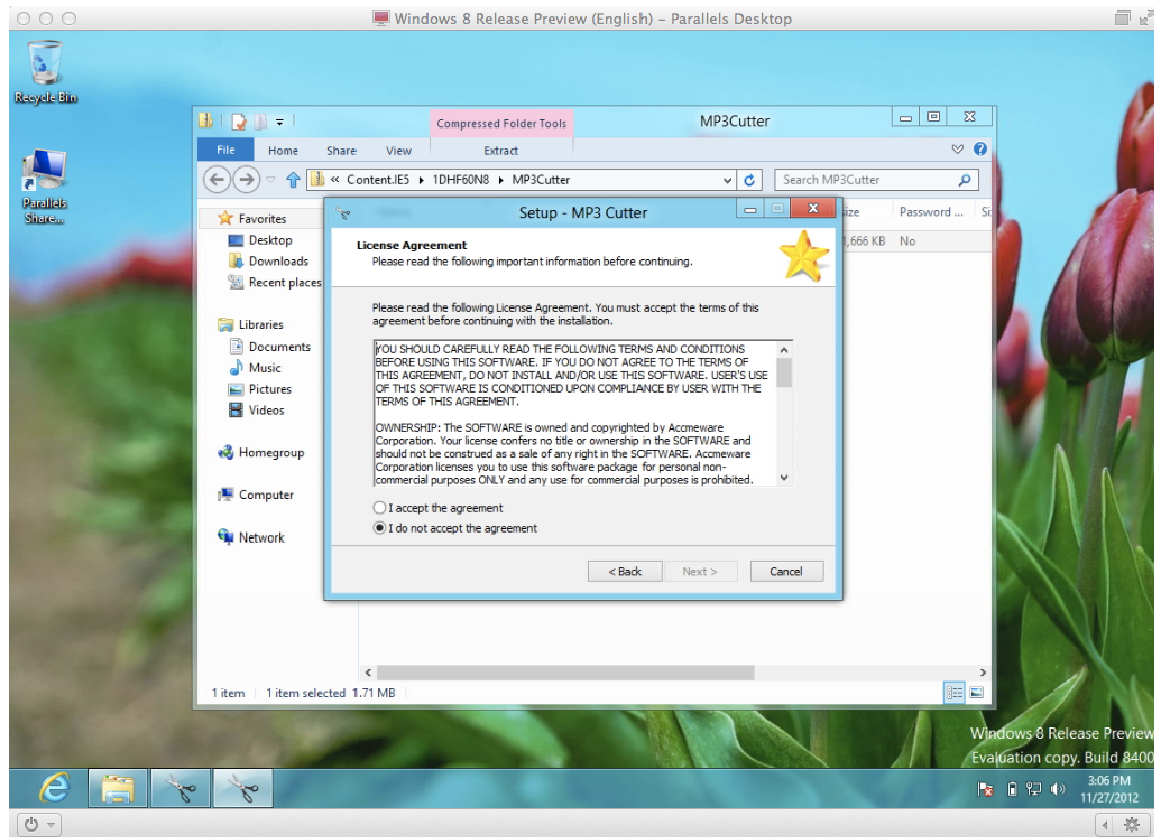 Windows 8 Release Preview (English) – Parallels Desktop
Recycle Bin
Parallels
Share...
Compressed Folder Tools
MP3Cutter
File Home Share View Extract
« Content.IE5 ▸ 1DHF60N8 ▸ MP3Cutter
Search MP3Cutter
Favorites
Desktop
Downloads
Recent places
Libraries
Documents
Music
Pictures
Videos
Homegroup
Computer
Network
size Password ... Si
1,666 KB No
Setup - MP3 Cutter
License Agreement
Please read the following important information before continuing.
Please read the following License Agreement. You must accept the terms of this
agreement before continuing with the installation.
YOU SHOULD CAREFULLY READ THE FOLLOWING TERMS AND CONDITIONS
BEFORE USING THIS SOFTWARE. IF YOU DO NOT AGREE TO THE TERMS OF
THIS AGREEMENT, DO NOT INSTALL AND/OR USE THIS SOFTWARE. USER'S USE
OF THIS SOFTWARE IS CONDITIONED UPON COMPLIANCE BY USER WITH THE
TERMS OF THIS AGREEMENT.
OWNERSHIP: The SOFTWARE is owned and copyrighted by Accmeware
Corporation. Your license confers no title or ownership in the SOFTWARE and
should not be construed as a sale of any right in the SOFTWARE. Accmeware
Corporation licenses you to use this software package for personal non-
commercial purposes ONLY and any use for commercial purposes is prohibited.
I accept the agreement
I do not accept the agreement
< Back Next > Cancel
1 item 1 item selected 1.71 MB
Windows 8 Release Preview
Evaluation copy. Build 8400
3:06 PM
11/27/2012